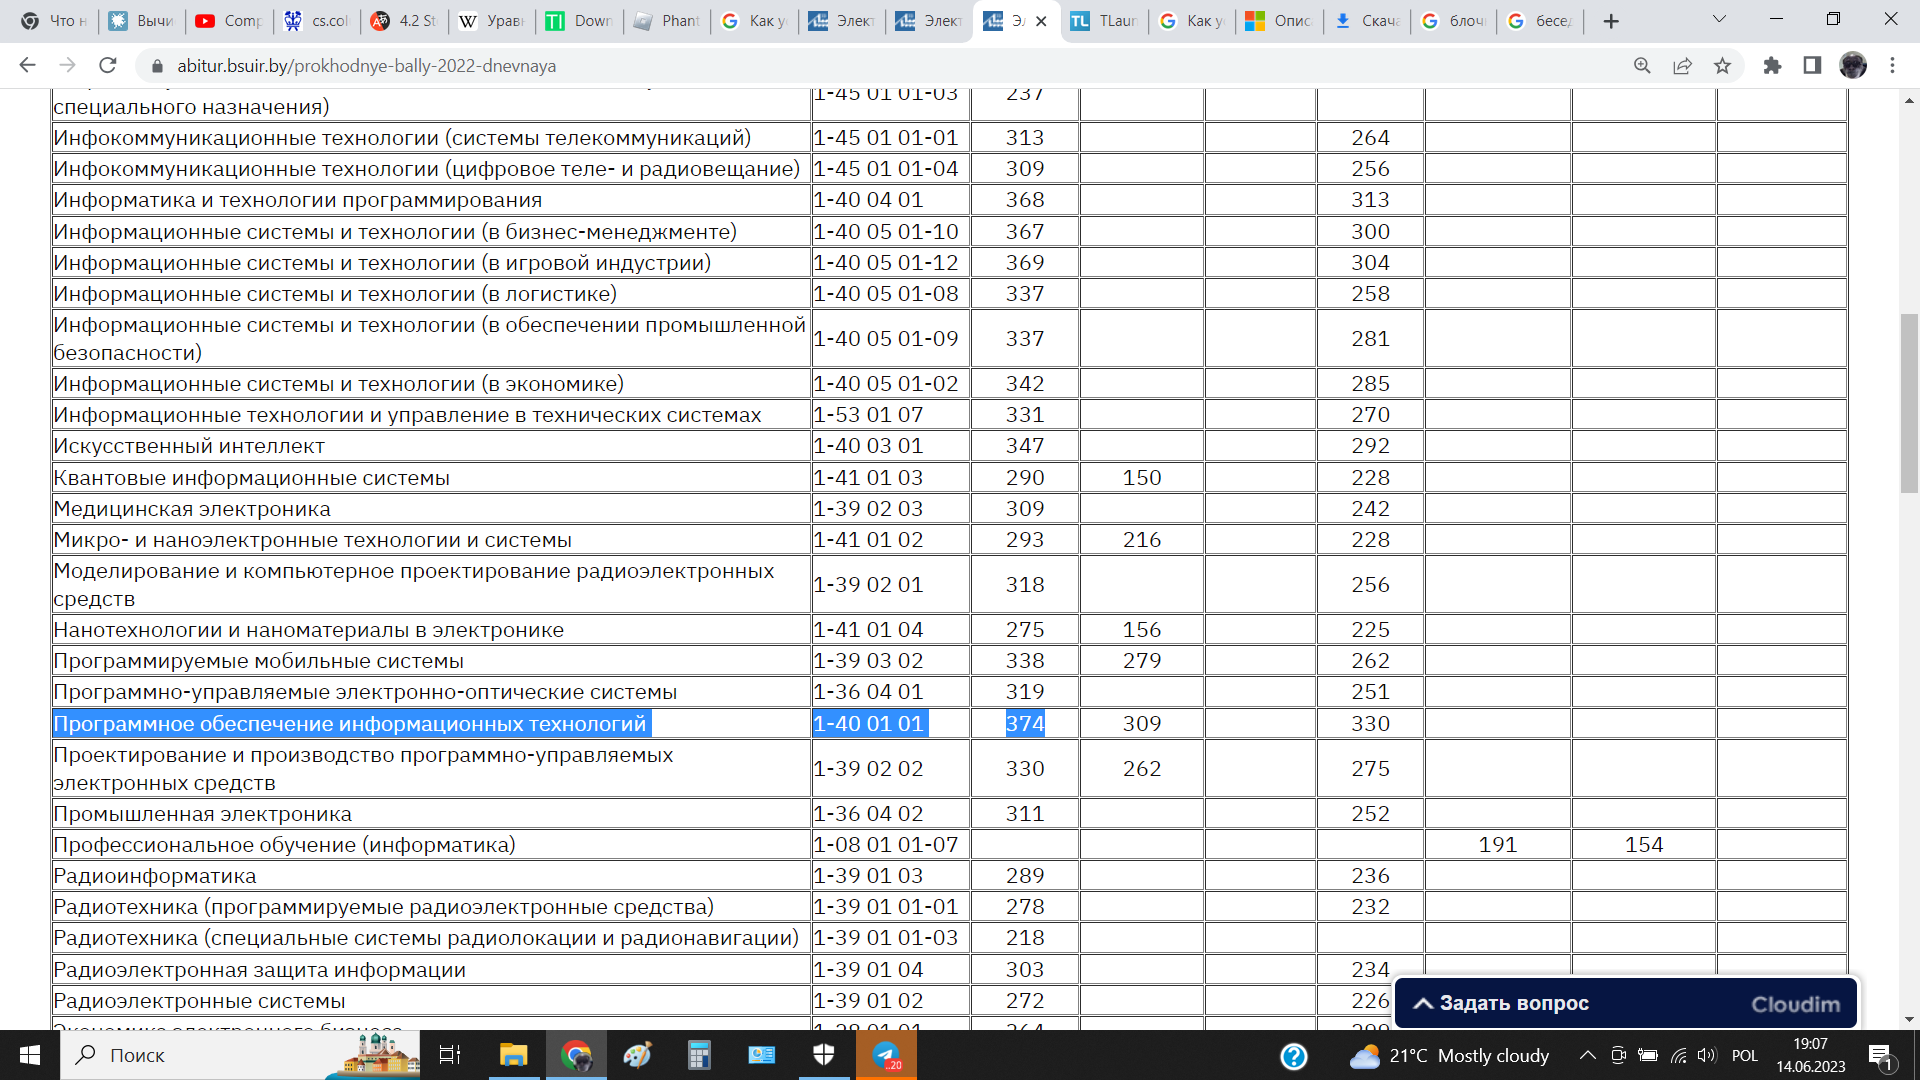 Что н
Вычи
Comp
cs.col
4.2 St
Урав
Down
Phant
Как у
Элект
Элект
Эл
TLaun
Как у
Опис
Скача
блочн
бесед
abitur.bsuir.by/prokhodnye-bally-2022-dnevnaya
специального назначения) 1-45 01 01-03 237
Инфокоммуникационные технологии (системы телекоммуникаций) 1-45 01 01-01 313 264
Инфокоммуникационные технологии (цифровое теле- и радиовещание) 1-45 01 01-04 309 256
Информатика и технологии программирования 1-40 04 01 368 313
Информационные системы и технологии (в бизнес-менеджменте) 1-40 05 01-10 367 300
Информационные системы и технологии (в игровой индустрии) 1-40 05 01-12 369 304
Информационные системы и технологии (в логистике) 1-40 05 01-08 337 258
Информационные системы и технологии (в обеспечении промышленной
безопасности) 1-40 05 01-09 337 281
Информационные системы и технологии (в экономике) 1-40 05 01-02 342 285
Информационные технологии и управление в технических системах 1-53 01 07 331 270
Искусственный интеллект 1-40 03 01 347 292
Квантовые информационные системы 1-41 01 03 290 150 228
Медицинская электроника 1-39 02 03 309 242
Микро- и наноэлектронные технологии и системы 1-41 01 02 293 216 228
Моделирование и компьютерное проектирование радиоэлектронных
средств 1-39 02 01 318 256
Нанотехнологии и наноматериалы в электронике 1-41 01 04 275 156 225
Программируемые мобильные системы 1-39 03 02 338 279 262
Программно-управляемые электронно-оптические системы 1-36 04 01 319 251
Программное обеспечение информационных технологий 1-40 01 01 374 309 330
Проектирование и производство программно-управляемых
электронных средств 1-39 02 02 330 262 275
Промышленная электроника 1-36 04 02 311 252
Профессиональное обучение (информатика) 1-08 01 01-07 191 154
Радиоинформатика 1-39 01 03 289 236
Радиотехника (программируемые радиоэлектронные средства) 1-39 01 01-01 278 232
Радиотехника (специальные системы радиолокации и радионавигации) 1-39 01 01-03 218
Радиоэлектронная защита информации 1-39 01 04 303 234
Радиоэлектронные системы 1-39 01 02 272 226
Задать вопрос Cloudim
Поиск
..20
21°C Mostly cloudy
POL
19:07
14.06.2023
1